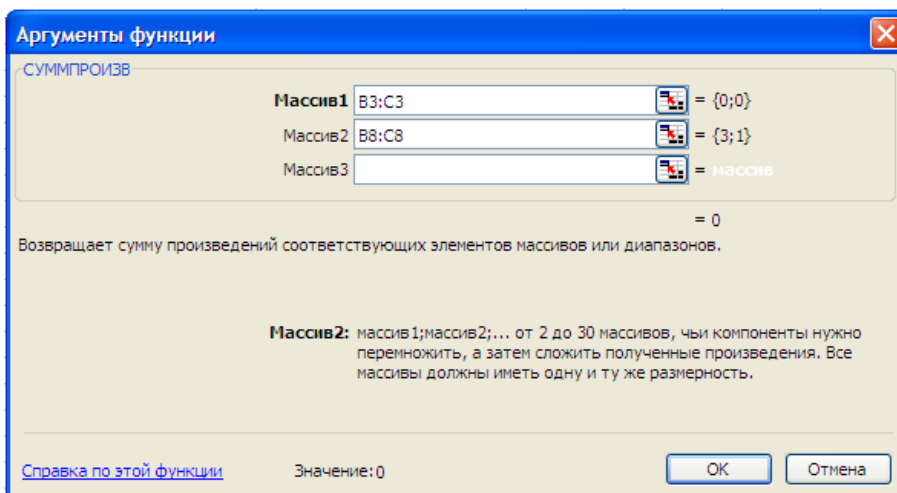 Аргументы функции
СУММПРОИЗВ
Массив1 B3:C3 = {0;0}
Массив2 B8:C8 = {3;1}
Массив3 = массив
= 0
Возвращает сумму произведений соответствующих элементов массивов или диапазонов.
Массив2: массив1;массив2;... от 2 до 30 массивов, чьи компоненты нужно
перемножить, а затем сложить полученные произведения. Все
массивы должны иметь одну и ту же размерность.
Справка по этой функции Значение:0 ОК Отмена